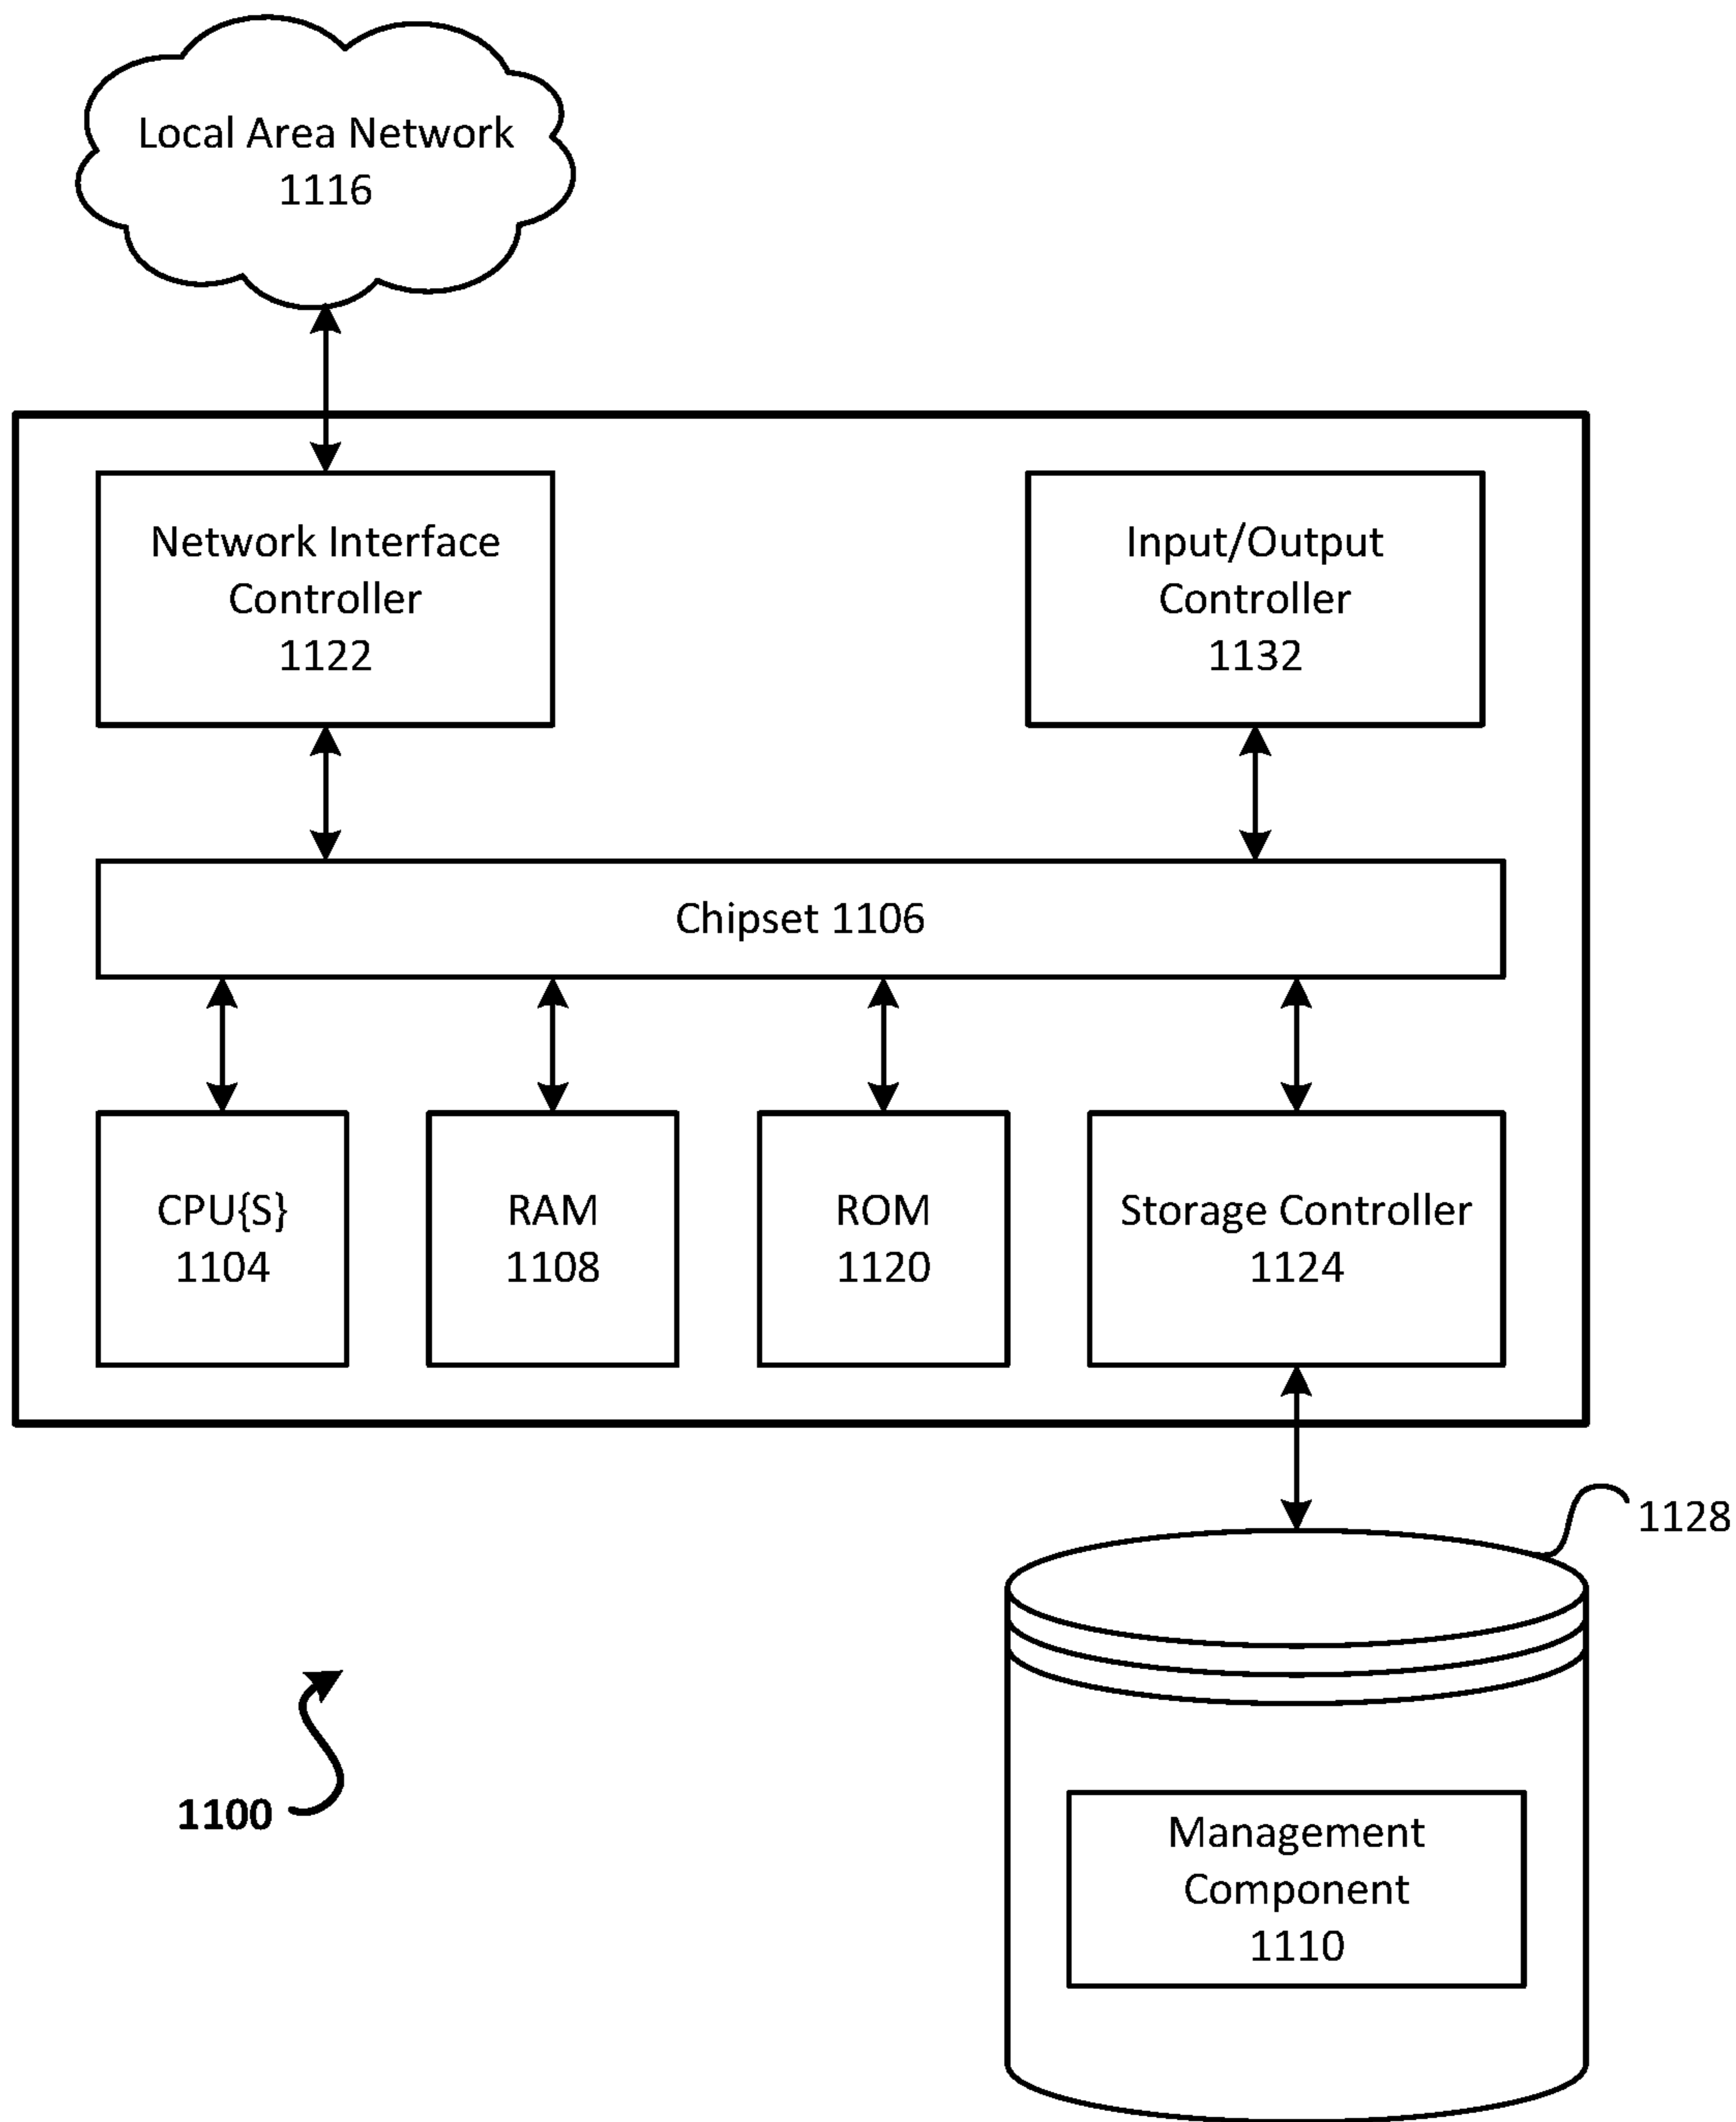 Local Area Network
1116
Network Interface
Controller
1122
Input/Output
Controller
1132
Chipset 1106
CPU{S}
1104
RAM
1108
ROM
1120
Storage Controller
1124
1128
1100
Management
Component
1110